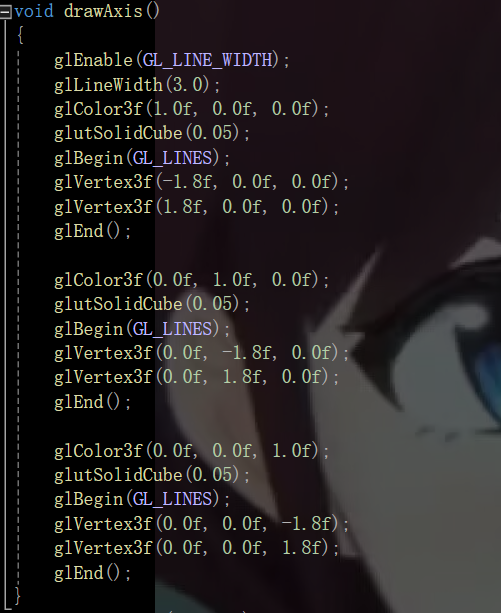 void drawAxis()
{
glEnable(GL_LINE_WIDTH);
glLineWidth(3.0);
glColor3f(1.0f, 0.0f, 0.0f);
glutSolidCube(0.05);
glBegin(GL_LINES);
glVertex3f(-1.8f, 0.0f, 0.0f);
glVertex3f(1.8f, 0.0f, 0.0f);
glEnd();
glColor3f(0.0f, 1.0f, 0.0f);
glutSolidCube(0.05);
glBegin(GL_LINES);
glVertex3f(0.0f, -1.8f, 0.0f);
glVertex3f(0.0f, 1.8f, 0.0f);
glEnd();
glColor3f(0.0f, 0.0f, 1.0f);
glutSolidCube(0.05);
glBegin(GL_LINES);
glVertex3f(0.0f, 0.0f, -1.8f);
glVertex3f(0.0f, 0.0f, 1.8f);
glEnd();
}